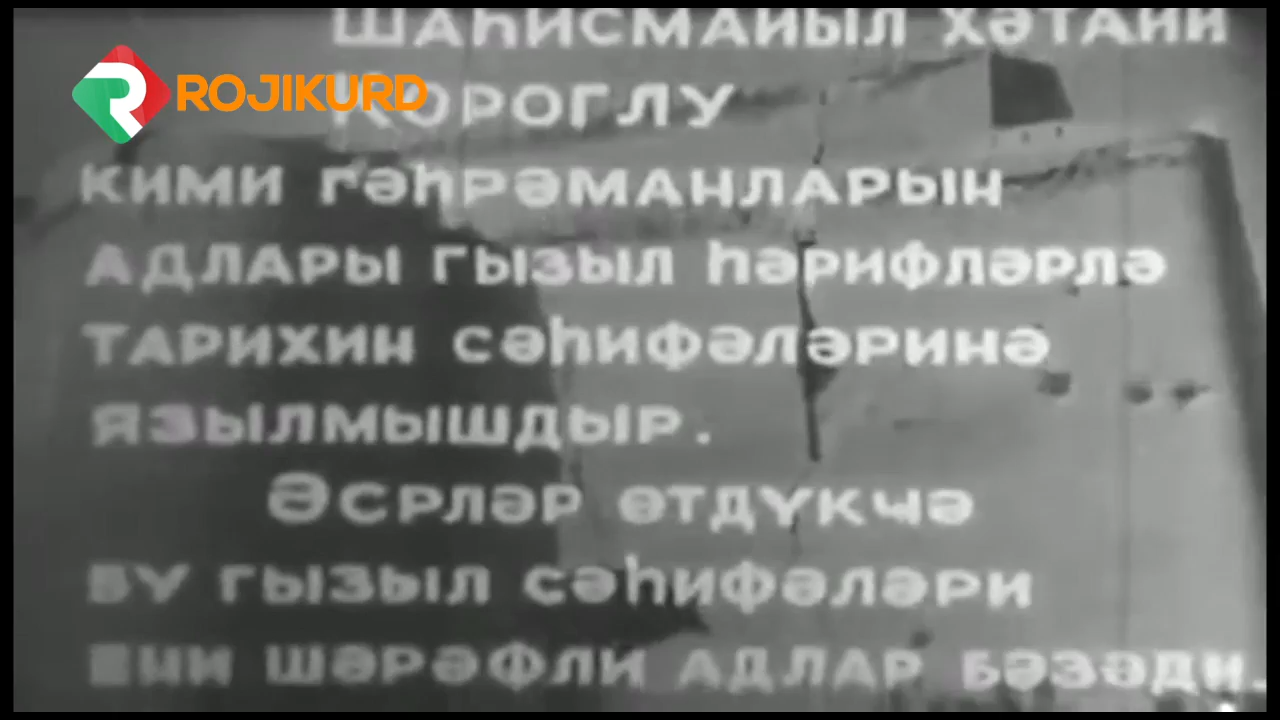 ШАҺИСМАЙЫЛ ХӘТАИИ
ROJIKURD
КОРОГЛУ
КИМИ ГӘҺРӘМАНЛАРЫН
АДЛАРЫ ГЫЗЫЛ ҺӘРИФЛӘРЛӘ
ТАРИХИН СӘҺИФӘЛӘРИНӘ
ЯЗЫЛМЫШДЫР.
ӘСРЛӘР ӨТДҮКЧӘ
БУ ГЫЗЫЛ СӘҺИФӘЛӘРИ
ЕНИ ШӘРӘФЛИ АДЛАР БӘЗӘДИ.